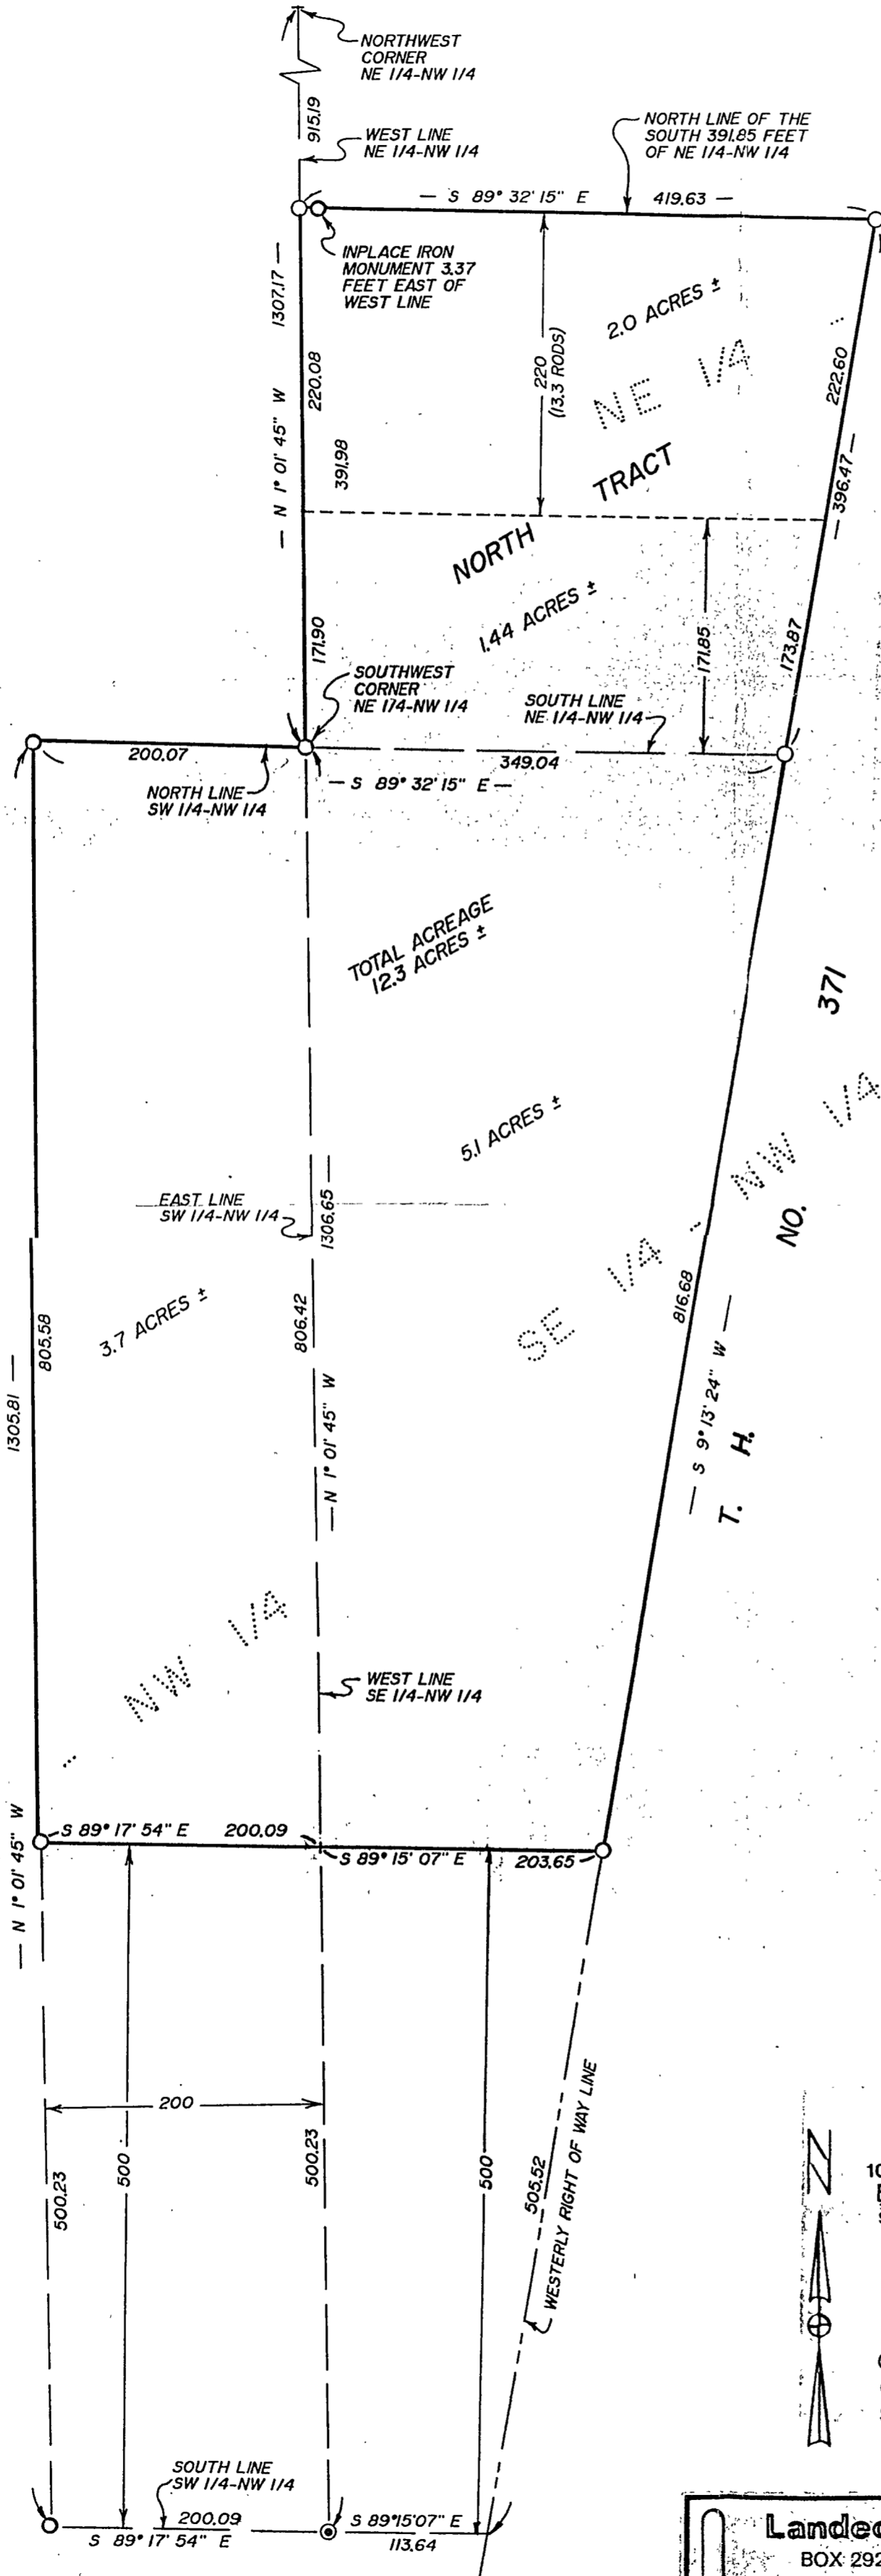 NORTHWEST
CORNER
NE 1/4-NW 1/4
915.19
WEST LINE
NE 1/4-NW 1/4
NORTH LINE OF THE
SOUTH 391.85 FEET
OF NE 1/4-NW 1/4
— S 89° 32' 15" E 419.63 —
INPLACE IRON
MONUMENT 3.37
FEET EAST OF
WEST LINE
— N 1° 01' 45" W 1307.17 —
220.08
391.98
220
(13.3 RODS)
2.0 ACRES ±
NE 1/4 -
222.60
— 396.47 —
NORTH TRACT
1.44 ACRES ±
171.90
171.85
173.87
SOUTHWEST
CORNER
NE 174-NW 1/4
SOUTH LINE
NE 1/4-NW 1/4
200.07
349.04
— S 89° 32' 15" E —
NORTH LINE
SW 1/4-NW 1/4
TOTAL ACREAGE
12.3 ACRES ±
371
5.1 ACRES ±
EAST LINE
SW 1/4-NW 1/4
1306.65 —
SE 1/4 - NW 1/4
NO.
3.7 ACRES ±
805.58
1305.81 —
806.42
816.68
— S 9° 13' 24" W —
T. H.
— N 1° 01' 45" W
- NW 1/4
WEST LINE
SE 1/4-NW 1/4
— N 1° 01' 45" W
S 89° 17' 54" E 200.09
S 89° 15' 07" E 203.65
200
500.23
500
500.23
500
505.52
WESTERLY RIGHT OF WAY LINE
N
SOUTH LINE
SW 1/4-NW 1/4
200.09
S 89° 17' 54" E
S 89°15'07" E
113.64
BOX 292